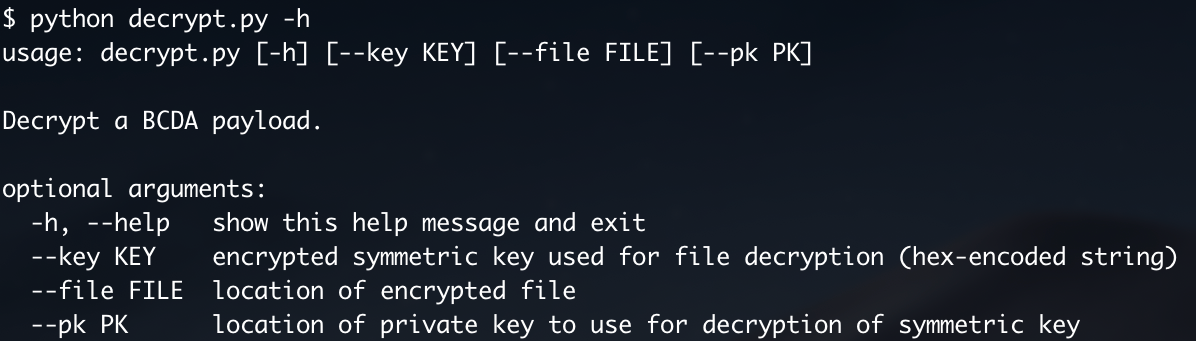 $ python decrypt.py -h
usage: decrypt.py [-h] [--key KEY] [--file FILE] [--pk PK]

Decrypt a BCDA payload.

optional arguments:
  -h, --help   show this help message and exit
  --key KEY    encrypted symmetric key used for file decryption (hex-encoded string)
  --file FILE  location of encrypted file
  --pk PK      location of private key to use for decryption of symmetric key